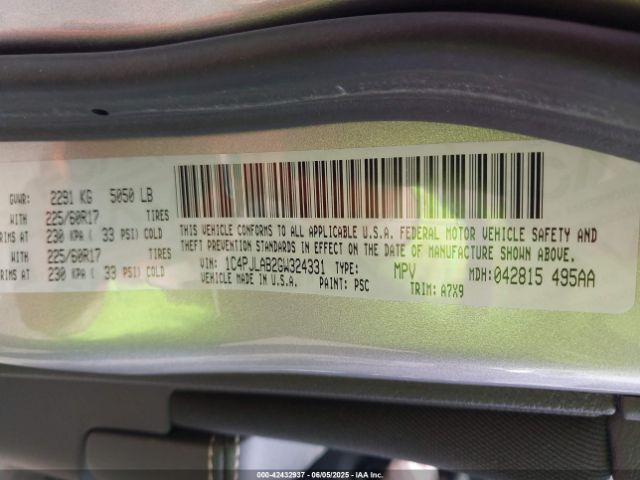 GVWR: 2291 KG 5050 LB
WITH 225/60R17 TIRES
RIMS AT 230 KPA ( 33 PSI) COLD
WITH 225/60R17 TIRES
RIMS AT 230 KPA ( 33 PSI) COLD
THIS VEHICLE CONFORMS TO ALL APPLICABLE U.S.A. FEDERAL MOTOR VEHICLE SAFETY AND
THEFT PREVENTION STANDARDS IN EFFECT ON THE DATE OF MANUFACTURE SHOWN ABOVE.
VIN: 1C4PJLAB2GW324331 TYPE: MPV MDH:042815 495AA
VEHICLE MADE IN U.S.A. PAINT: PSC TRIM: A7X9
000-42432937 - 06/05/2025 - IAA Inc.